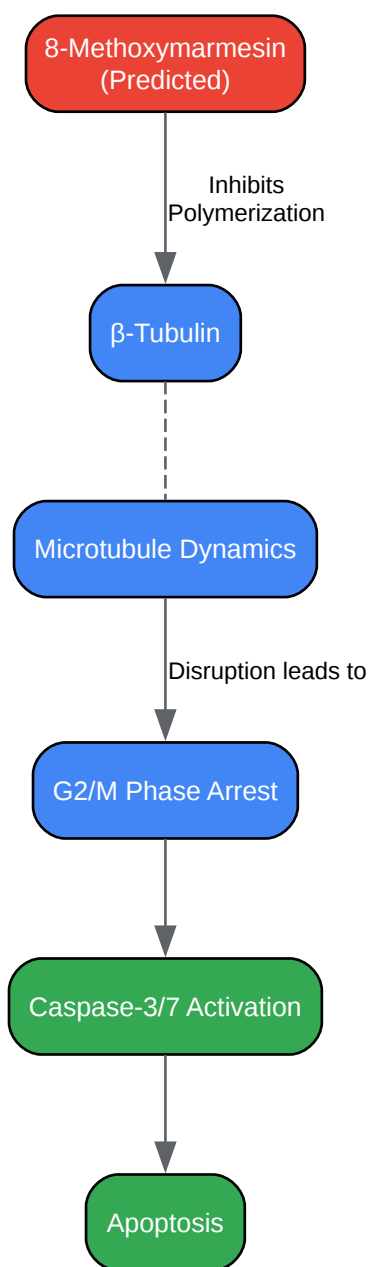 8-Methoxymarmesin
(Predicted)
Inhibits
Polymerization
β-Tubulin
Microtubule Dynamics
Disruption leads to
G2/M Phase Arrest
Caspase-3/7 Activation
Apoptosis